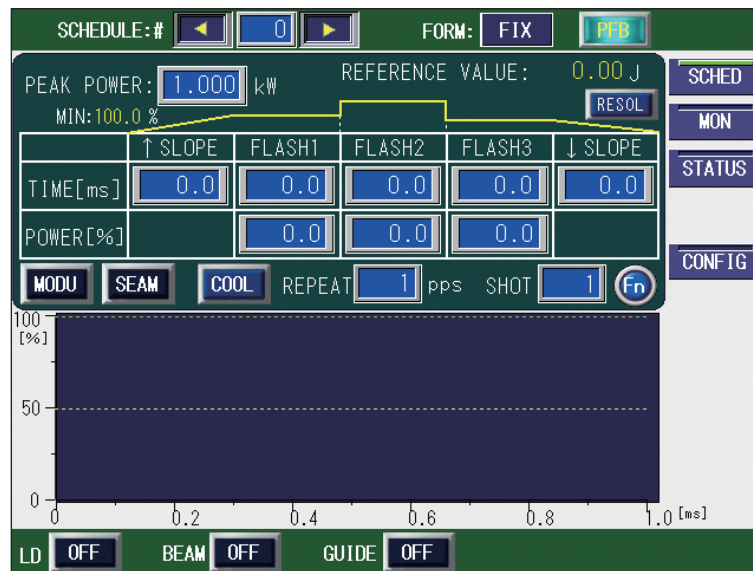 SCHEDULE:# ◀ 0 ▶ FORM: FIX PFB
PEAK POWER: 1.000 kW REFERENCE VALUE: 0.00 J SCHED
MIN:100.0 % RESOL MON
↑ SLOPE FLASH1 FLASH2 FLASH3 ↓ SLOPE
STATUS
TIME[ms] 0.0 0.0 0.0 0.0 0.0
POWER[%] 0.0 0.0 0.0
CONFIG
MODU SEAM COOL REPEAT 1 pps SHOT 1 Fn
100
[%]
50
0
0 0.2 0.4 0.6 0.8 1.0 [ms]
LD OFF BEAM OFF GUIDE OFF